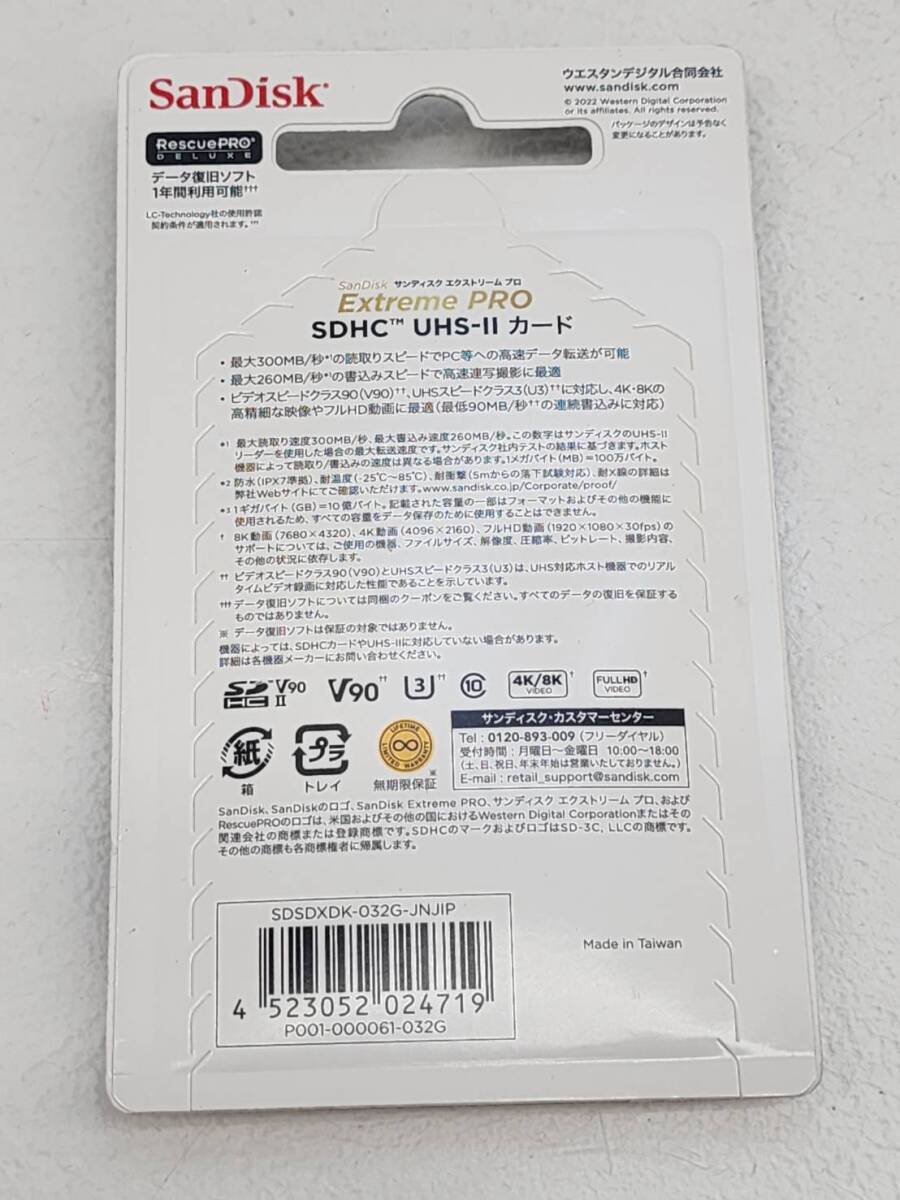 SanDisk
ウエスタンデジタル合同会社
www.sandisk.com
© 2022 Western Digital Corporation
or its affiliates. All rights reserved.
パッケージのデザインは予告なく
変更になることがあります。
RescuePRO®
DELUXE
データ復旧ソフト
1年間利用可能†††
LC-Technology社の使用許諾
契約条件が適用されます。†††
SanDisk サンディスク エクストリーム プロ
Extreme PRO
SDHC™ UHS-II カード
・最大300MB/秒*1の読取りスピードでPC等への高速データ転送が可能
・最大260MB/秒*1の書込みスピードで高速連写撮影に最適
・ビデオスピードクラス90(V90)††、UHSスピードクラス3(U3)††に対応し、4K・8Kの
高精細な映像やフルHD動画に最適(最低90MB/秒††の連続書込みに対応)
*1 最大読取り速度300MB/秒、最大書込み速度260MB/秒。この数字はサンディスクのUHS-II
リーダーを使用した場合の最大転送速度です。サンディスク社内テストの結果に基づきます。ホスト
機器によって読取り/書込みの速度は異なる場合があります。1メガバイト(MB)=100万バイト。
*2 防水(IPX7準拠)、耐温度(-25℃~85℃)、耐衝撃(5mからの落下試験対応)、耐X線の詳細は
弊社Webサイトにてご確認いただけます。www.sandisk.co.jp/Corporate/proof/
*3 1ギガバイト(GB)=10億バイト。記載された容量の一部はフォーマットおよびその他の機能に
使用されるため、すべての容量をデータ保存のために使用することはできません。
† 8K動画(7680×4320)、4K動画(4096×2160)、フルHD動画(1920×1080×30fps)の
サポートについては、ご使用の機器、ファイルサイズ、解像度、圧縮率、ビットレート、撮影内容、
その他の状況に依存します。
†† ビデオスピードクラス90(V90)とUHSスピードクラス3(U3)は、UHS対応ホスト機器でのリアル
タイムビデオ録画に対応した性能であることを示しています。
††† データ復旧ソフトについては同梱のクーポンをご覧ください。すべてのデータの復旧を保証する
ものではありません。
※ データ復旧ソフトは保証の対象ではありません。
機器によっては、SDHCカードやUHS-IIに対応していない場合があります。
詳細は各機器メーカーにお問い合わせください。
SD HC II V90 V90†† U3†† 10 4K/8K VIDEO† FULL HD VIDEO†
紙
箱
プラ
トレイ
LIFETIME LIMITED WARRANTY
無期限保証※
サンディスク・カスタマーセンター
Tel : 0120-893-009 (フリーダイヤル)
受付時間 : 月曜日~金曜日 10:00~18:00
(土、日、祝日、年末年始は営業いたしておりません。)
E-mail : retail_support@sandisk.com
SanDisk、SanDiskのロゴ、SanDisk Extreme PRO、サンディスク エクストリーム プロ、および
RescuePROのロゴは、米国およびその他の国におけるWestern Digital Corporationまたはその
関連会社の商標または登録商標です。SDHCのマークおよびロゴはSD-3C, LLCの商標です。
その他の商標も各商標権者に帰属します。
SDSDXDK-032G-JNJIP
4 523052 024719
P001-000061-032G
Made in Taiwan